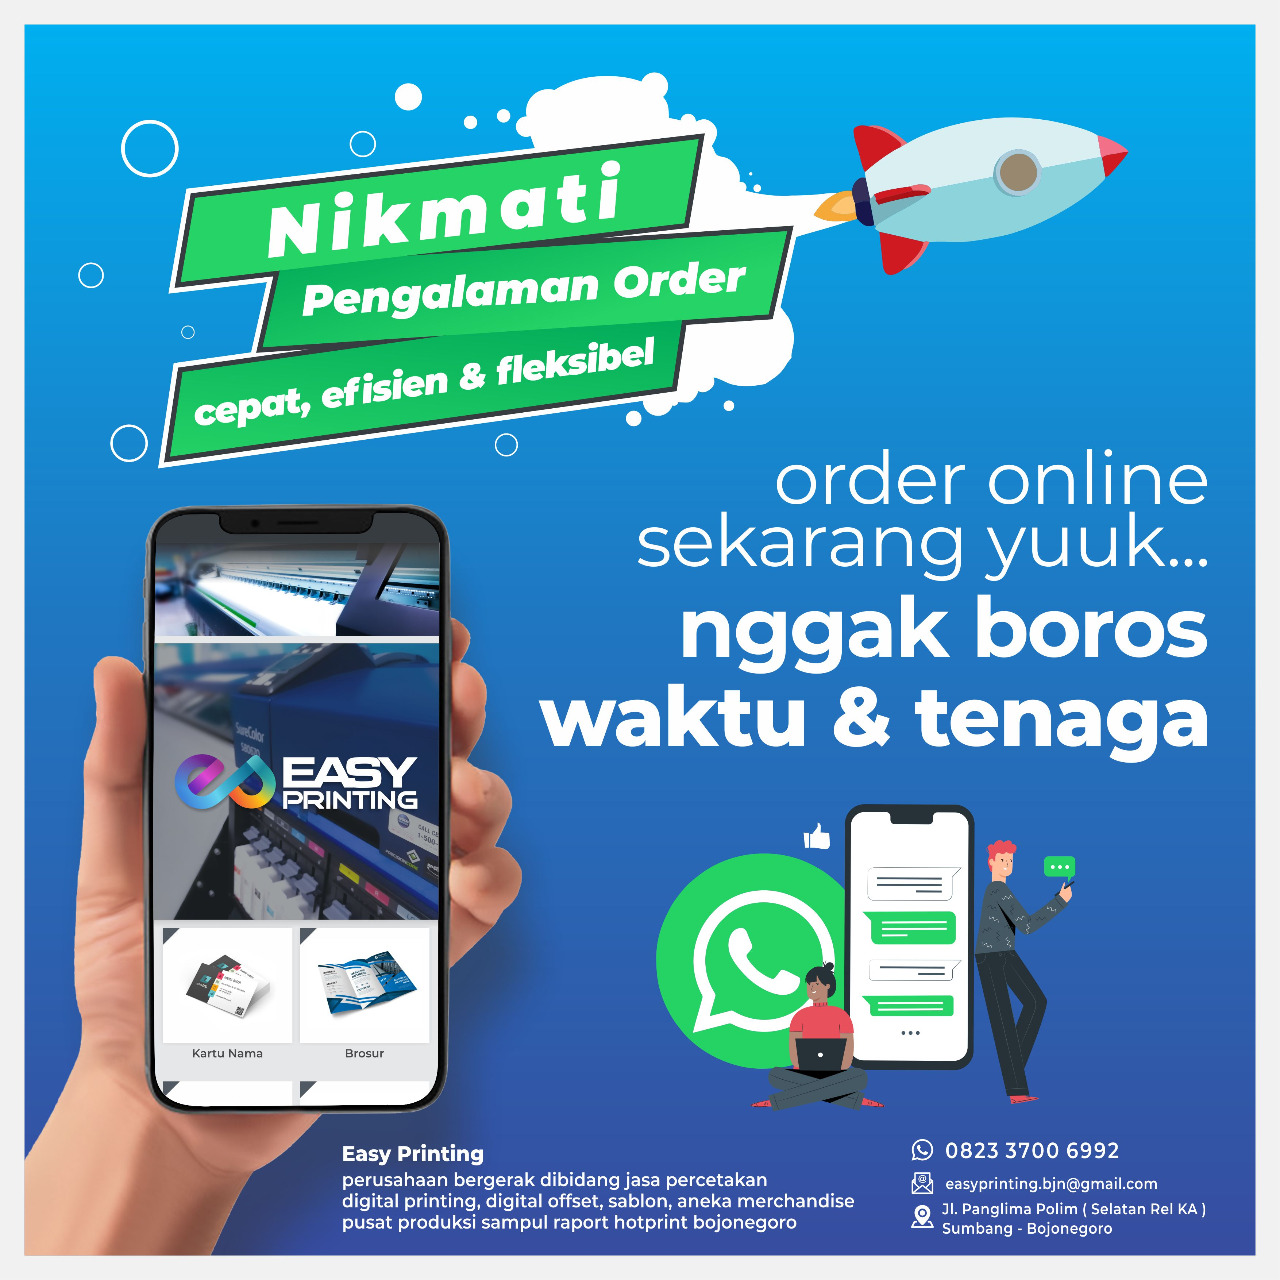 Nikmati
Pengalaman Order
cepat, efisien & fleksibel
order online
sekarang yuuk...
nggak boros
waktu & tenaga
SureColor
EASY
PRINTING
Kartu Nama
Brosur
Easy Printing
perusahaan bergerak dibidang jasa percetakan
digital printing, digital offset, sablon, aneka merchandise
pusat produksi sampul raport hotprint bojonegoro
0823 3700 6992
easyprinting.bjn@gmail.com
Jl. Panglima Polim ( Selatan Rel KA )
Sumbang - Bojonegoro